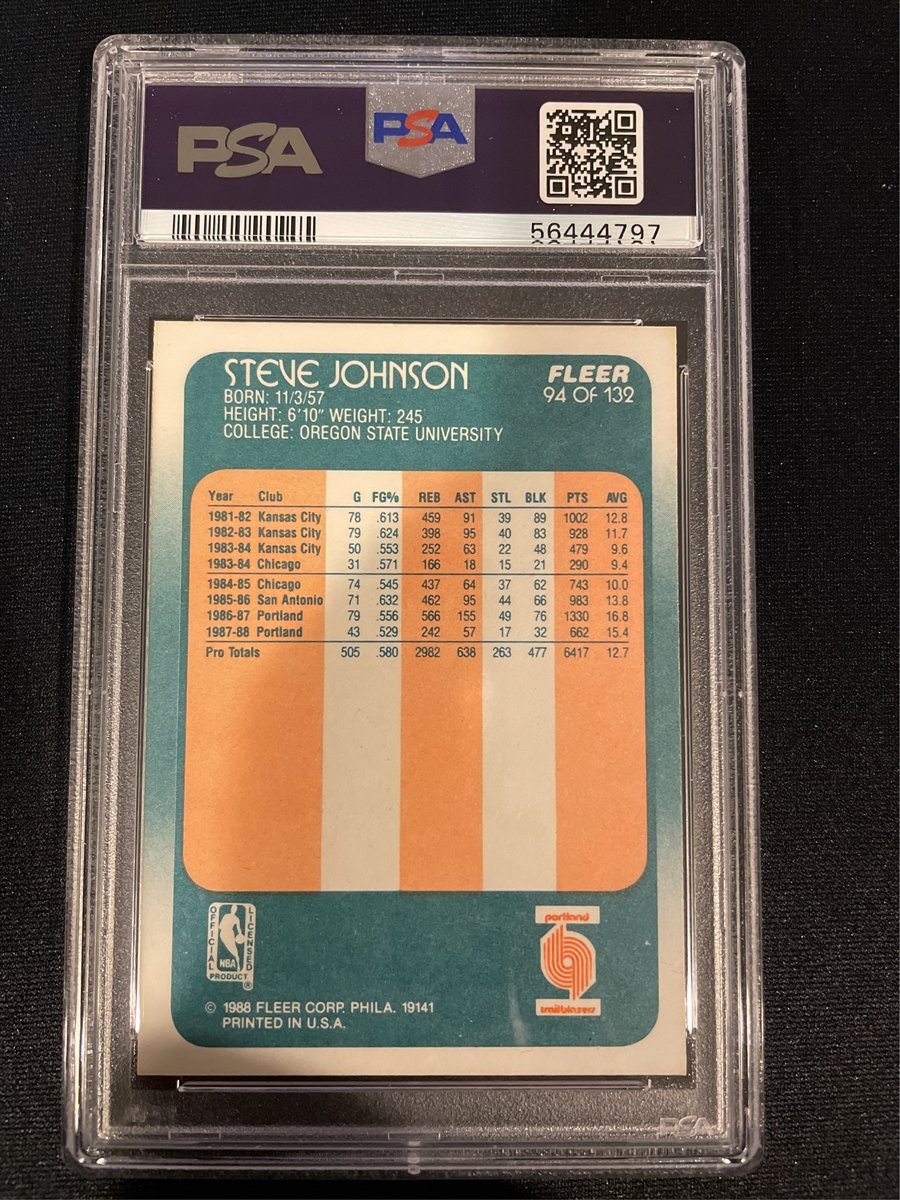 PSA PSA
56444797
STEVE JOHNSON FLEER
BORN: 11/3/57 94 OF 132
HEIGHT: 6'10" WEIGHT: 245
COLLEGE: OREGON STATE UNIVERSITY
Year Club G FG% REB AST STL BLK PTS AVG
1981-82 Kansas City 78 .613 459 91 39 89 1002 12.8
1982-83 Kansas City 79 .624 398 95 40 83 928 11.7
1983-84 Kansas City 50 .553 252 63 22 48 479 9.6
1983-84 Chicago 31 .571 166 18 15 21 290 9.4
1984-85 Chicago 74 .545 437 64 37 62 743 10.0
1985-86 San Antonio 71 .632 462 95 44 66 983 13.8
1986-87 Portland 79 .556 566 155 49 76 1330 16.8
1987-88 Portland 43 .529 242 57 17 32 662 15.4
Pro Totals 505 .580 2982 638 263 477 6417 12.7
OFFICIAL LICENSED
NBA
PRODUCT ®
portland
trailblazers
© 1988 FLEER CORP. PHILA. 19141
PRINTED IN U.S.A.
PSA